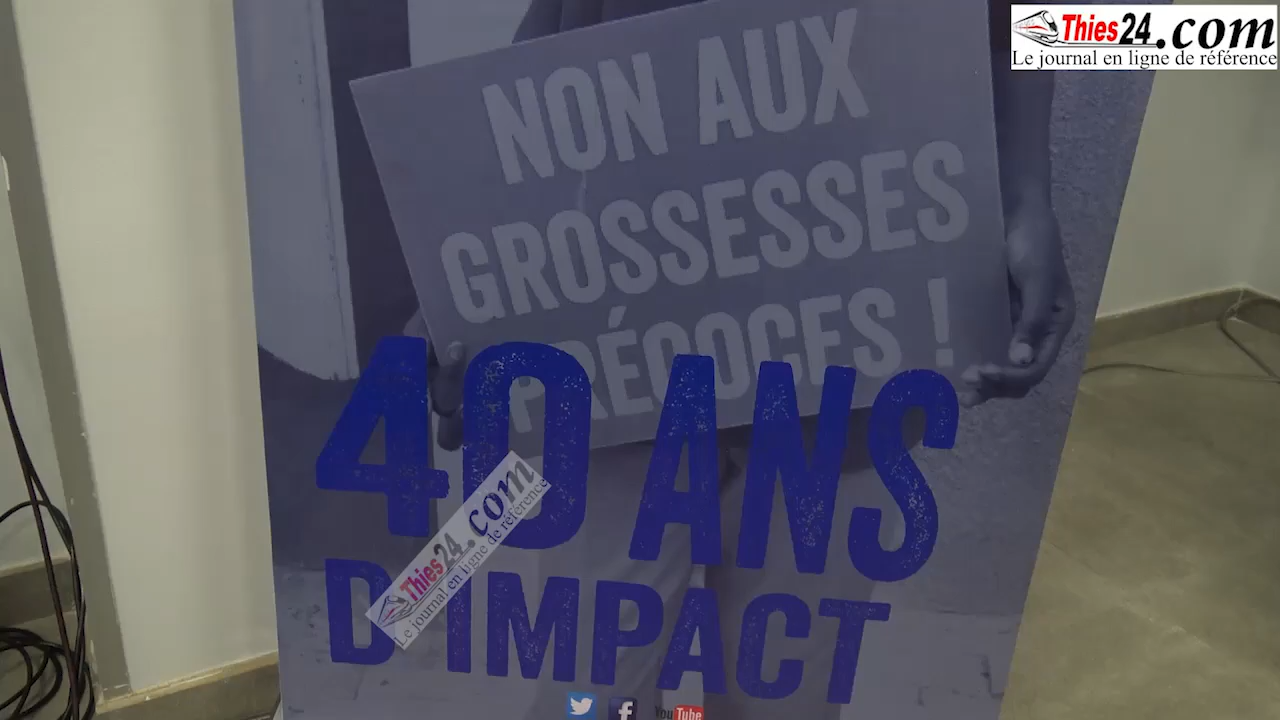 Thies24.com
Le journal en ligne de référence
NON AUX
GROSSESSES
PRÉCOCES !
40 ANS
D'IMPACT
Thies24.com
Le journal en ligne de référence
YouTube